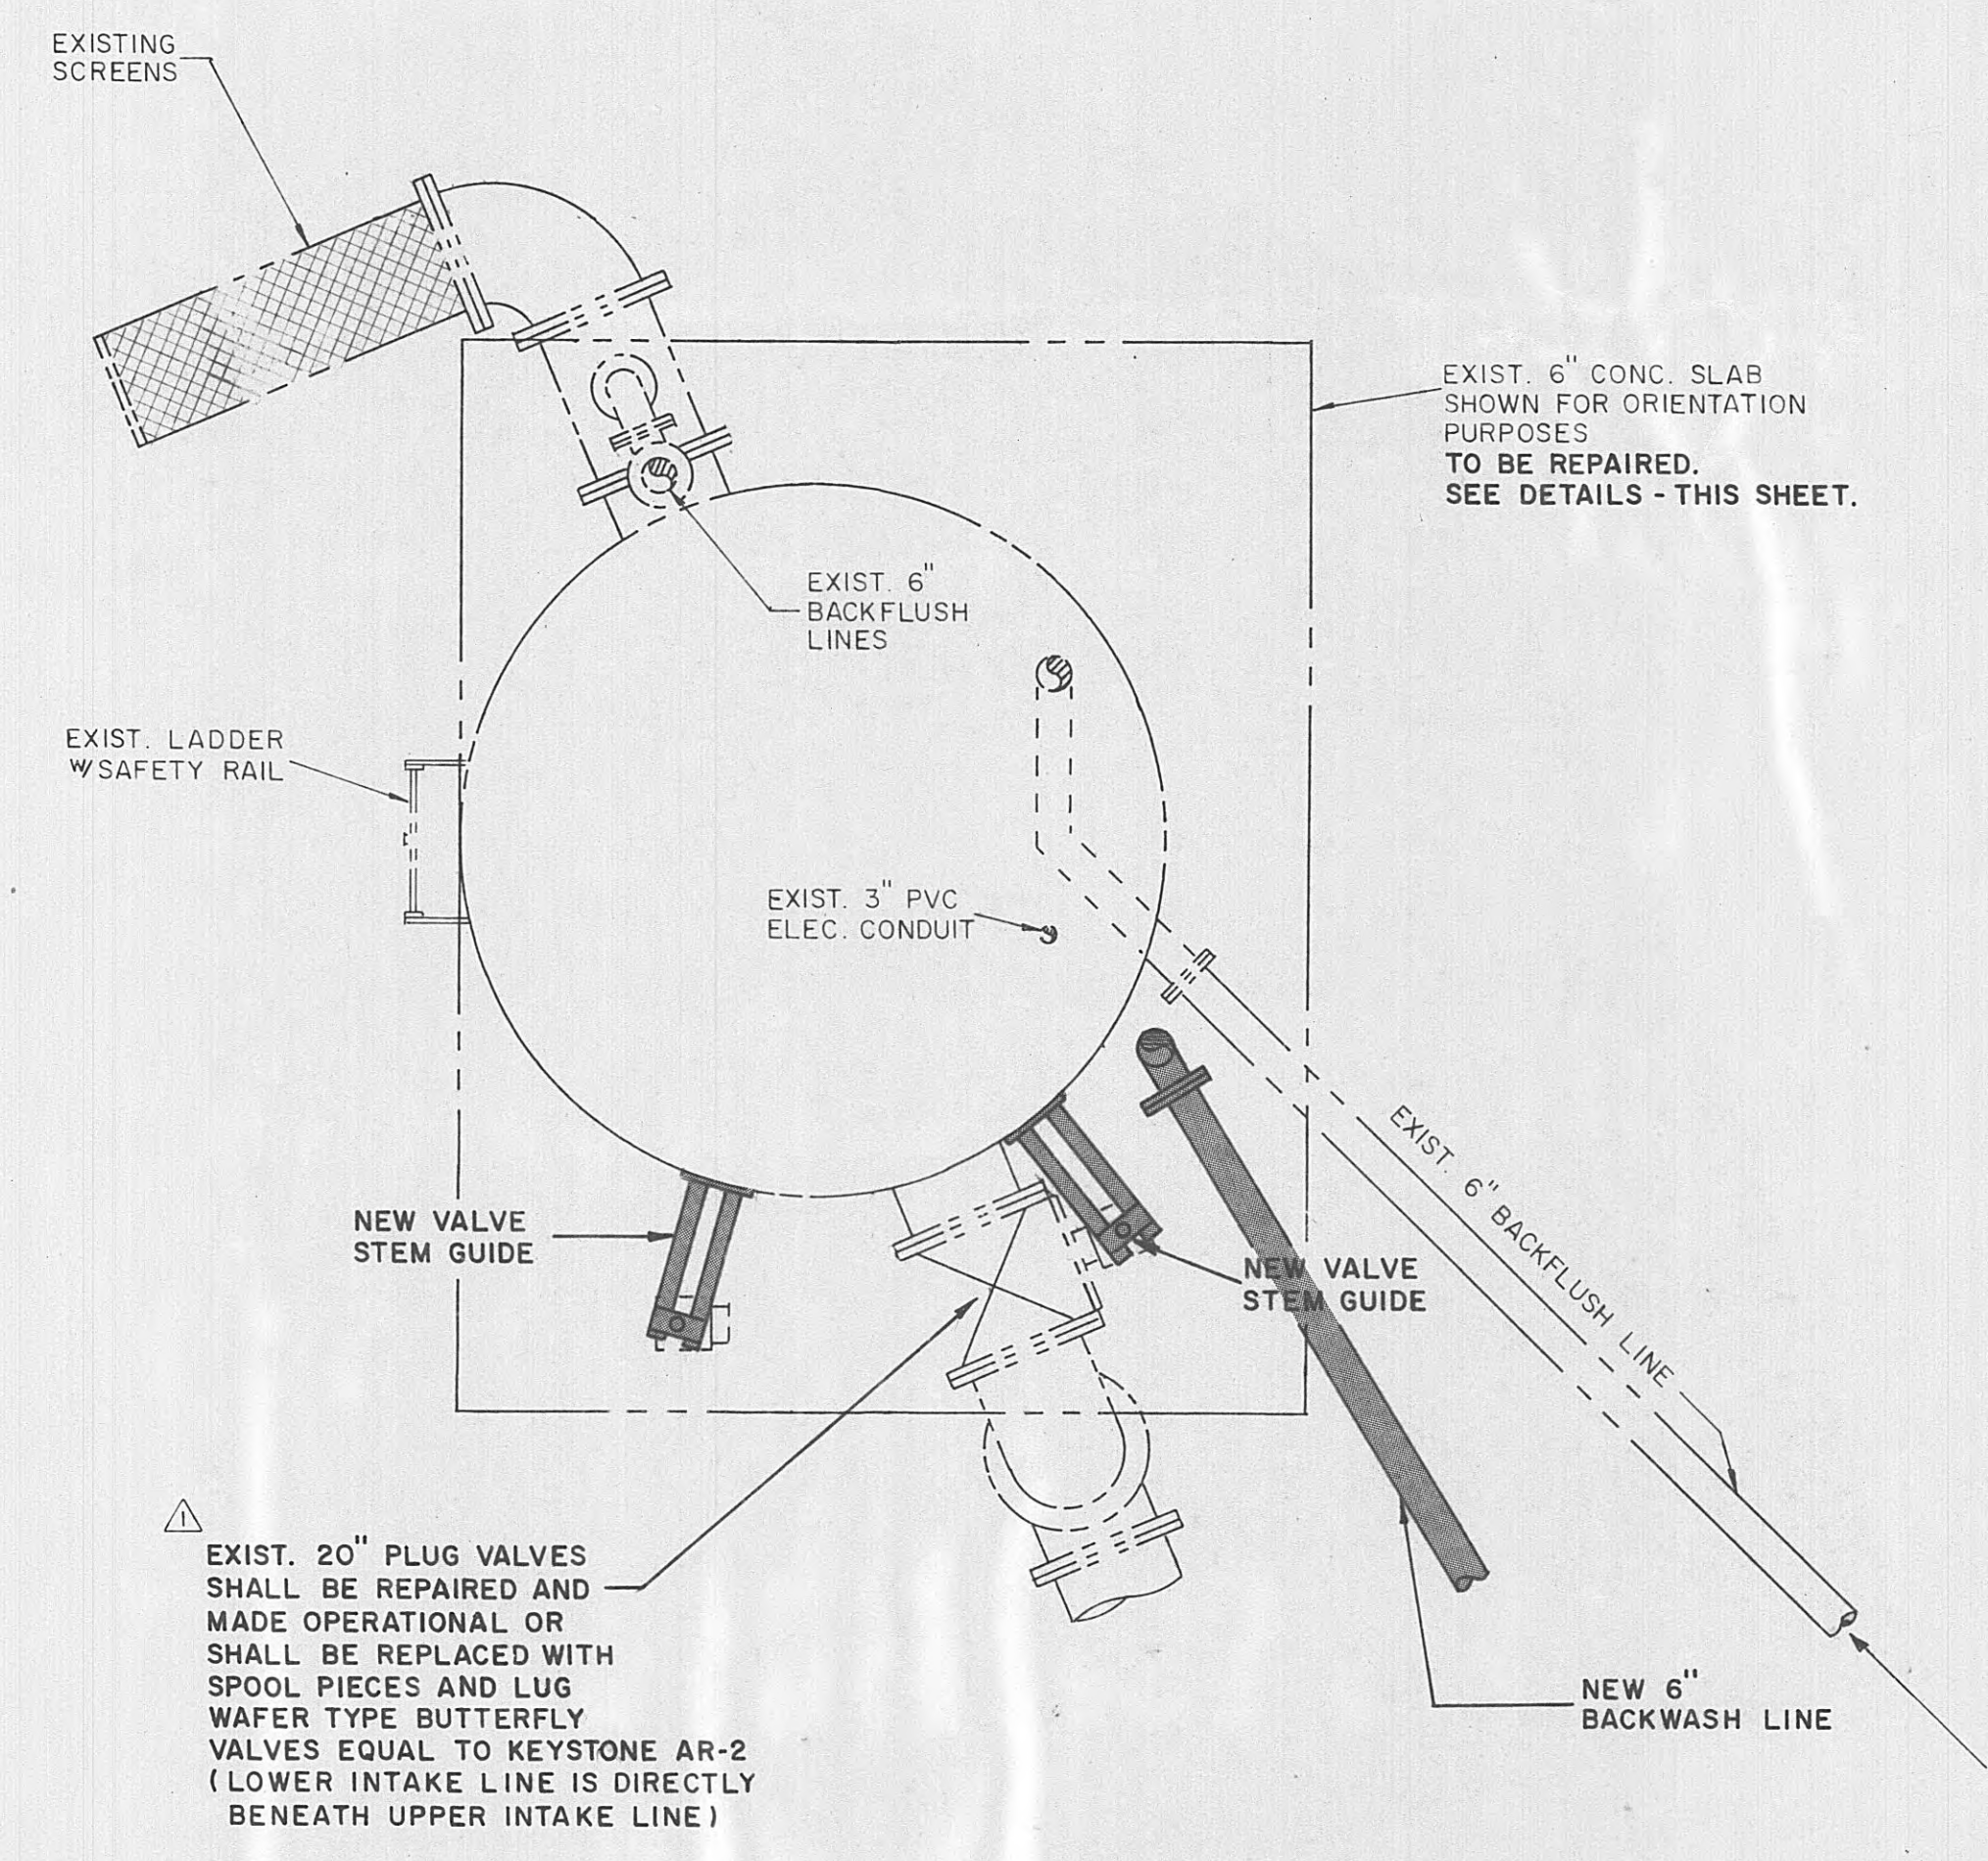 EXISTING
SCREENS
EXIST. 6" CONC. SLAB
SHOWN FOR ORIENTATION
PURPOSES
TO BE REPAIRED.
SEE DETAILS - THIS SHEET.
EXIST. 6"
BACKFLUSH
LINES
EXIST. LADDER
W/SAFETY RAIL
EXIST. 3" PVC
ELEC. CONDUIT
EXIST. 6" BACKFLUSH LINE
NEW VALVE
STEM GUIDE
NEW VALVE
STEM GUIDE
1
EXIST. 20" PLUG VALVES
SHALL BE REPAIRED AND
MADE OPERATIONAL OR
SHALL BE REPLACED WITH
SPOOL PIECES AND LUG
WAFER TYPE BUTTERFLY
VALVES EQUAL TO KEYSTONE AR-2
(LOWER INTAKE LINE IS DIRECTLY
BENEATH UPPER INTAKE LINE)
NEW 6"
BACKWASH LINE